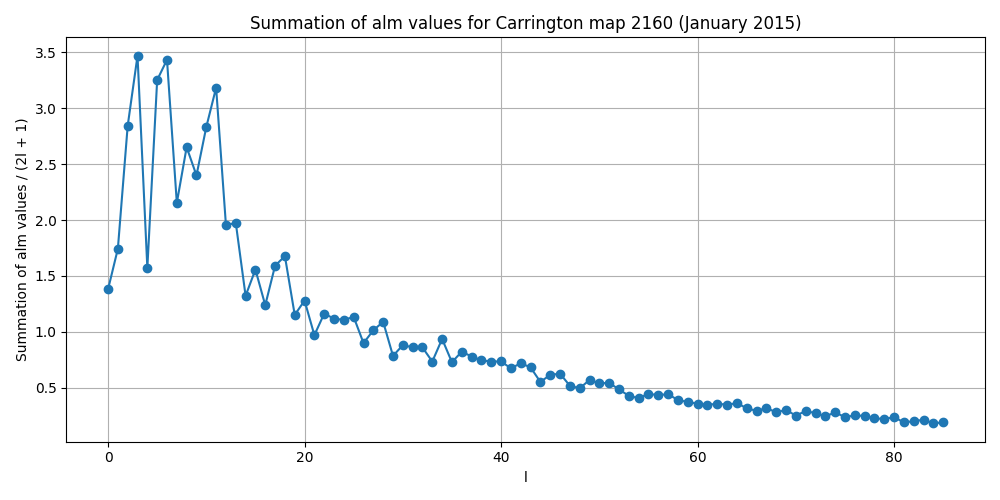 Summation of alm values for Carrington map 2160 (January 2015)
Summation of alm values / (2l + 1)
3.5
3.0
2.5
2.0
1.5
1.0
0.5
0 20 40 60 80
l